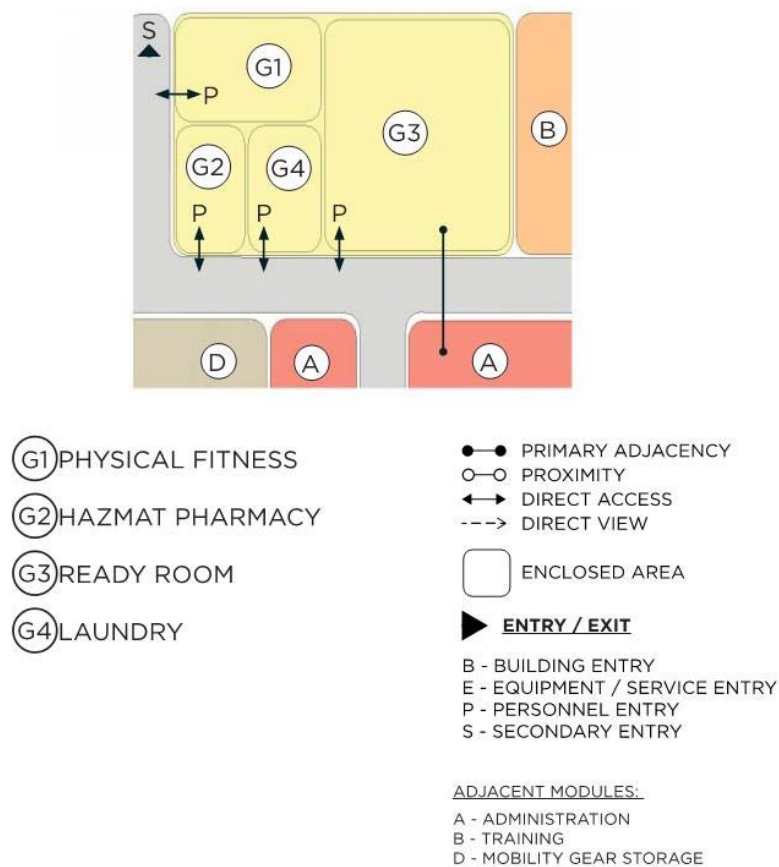 S
G1
P
G3
B
G2
G4
P
P
P
D
A
A
G1 PHYSICAL FITNESS
G2 HAZMAT PHARMACY
G3 READY ROOM
G4 LAUNDRY
PRIMARY ADJACENCY
PROXIMITY
DIRECT ACCESS
DIRECT VIEW
ENCLOSED AREA
ENTRY / EXIT
B - BUILDING ENTRY
E - EQUIPMENT / SERVICE ENTRY
P - PERSONNEL ENTRY
S - SECONDARY ENTRY
ADJACENT MODULES:
A - ADMINISTRATION
B - TRAINING
D - MOBILITY GEAR STORAGE